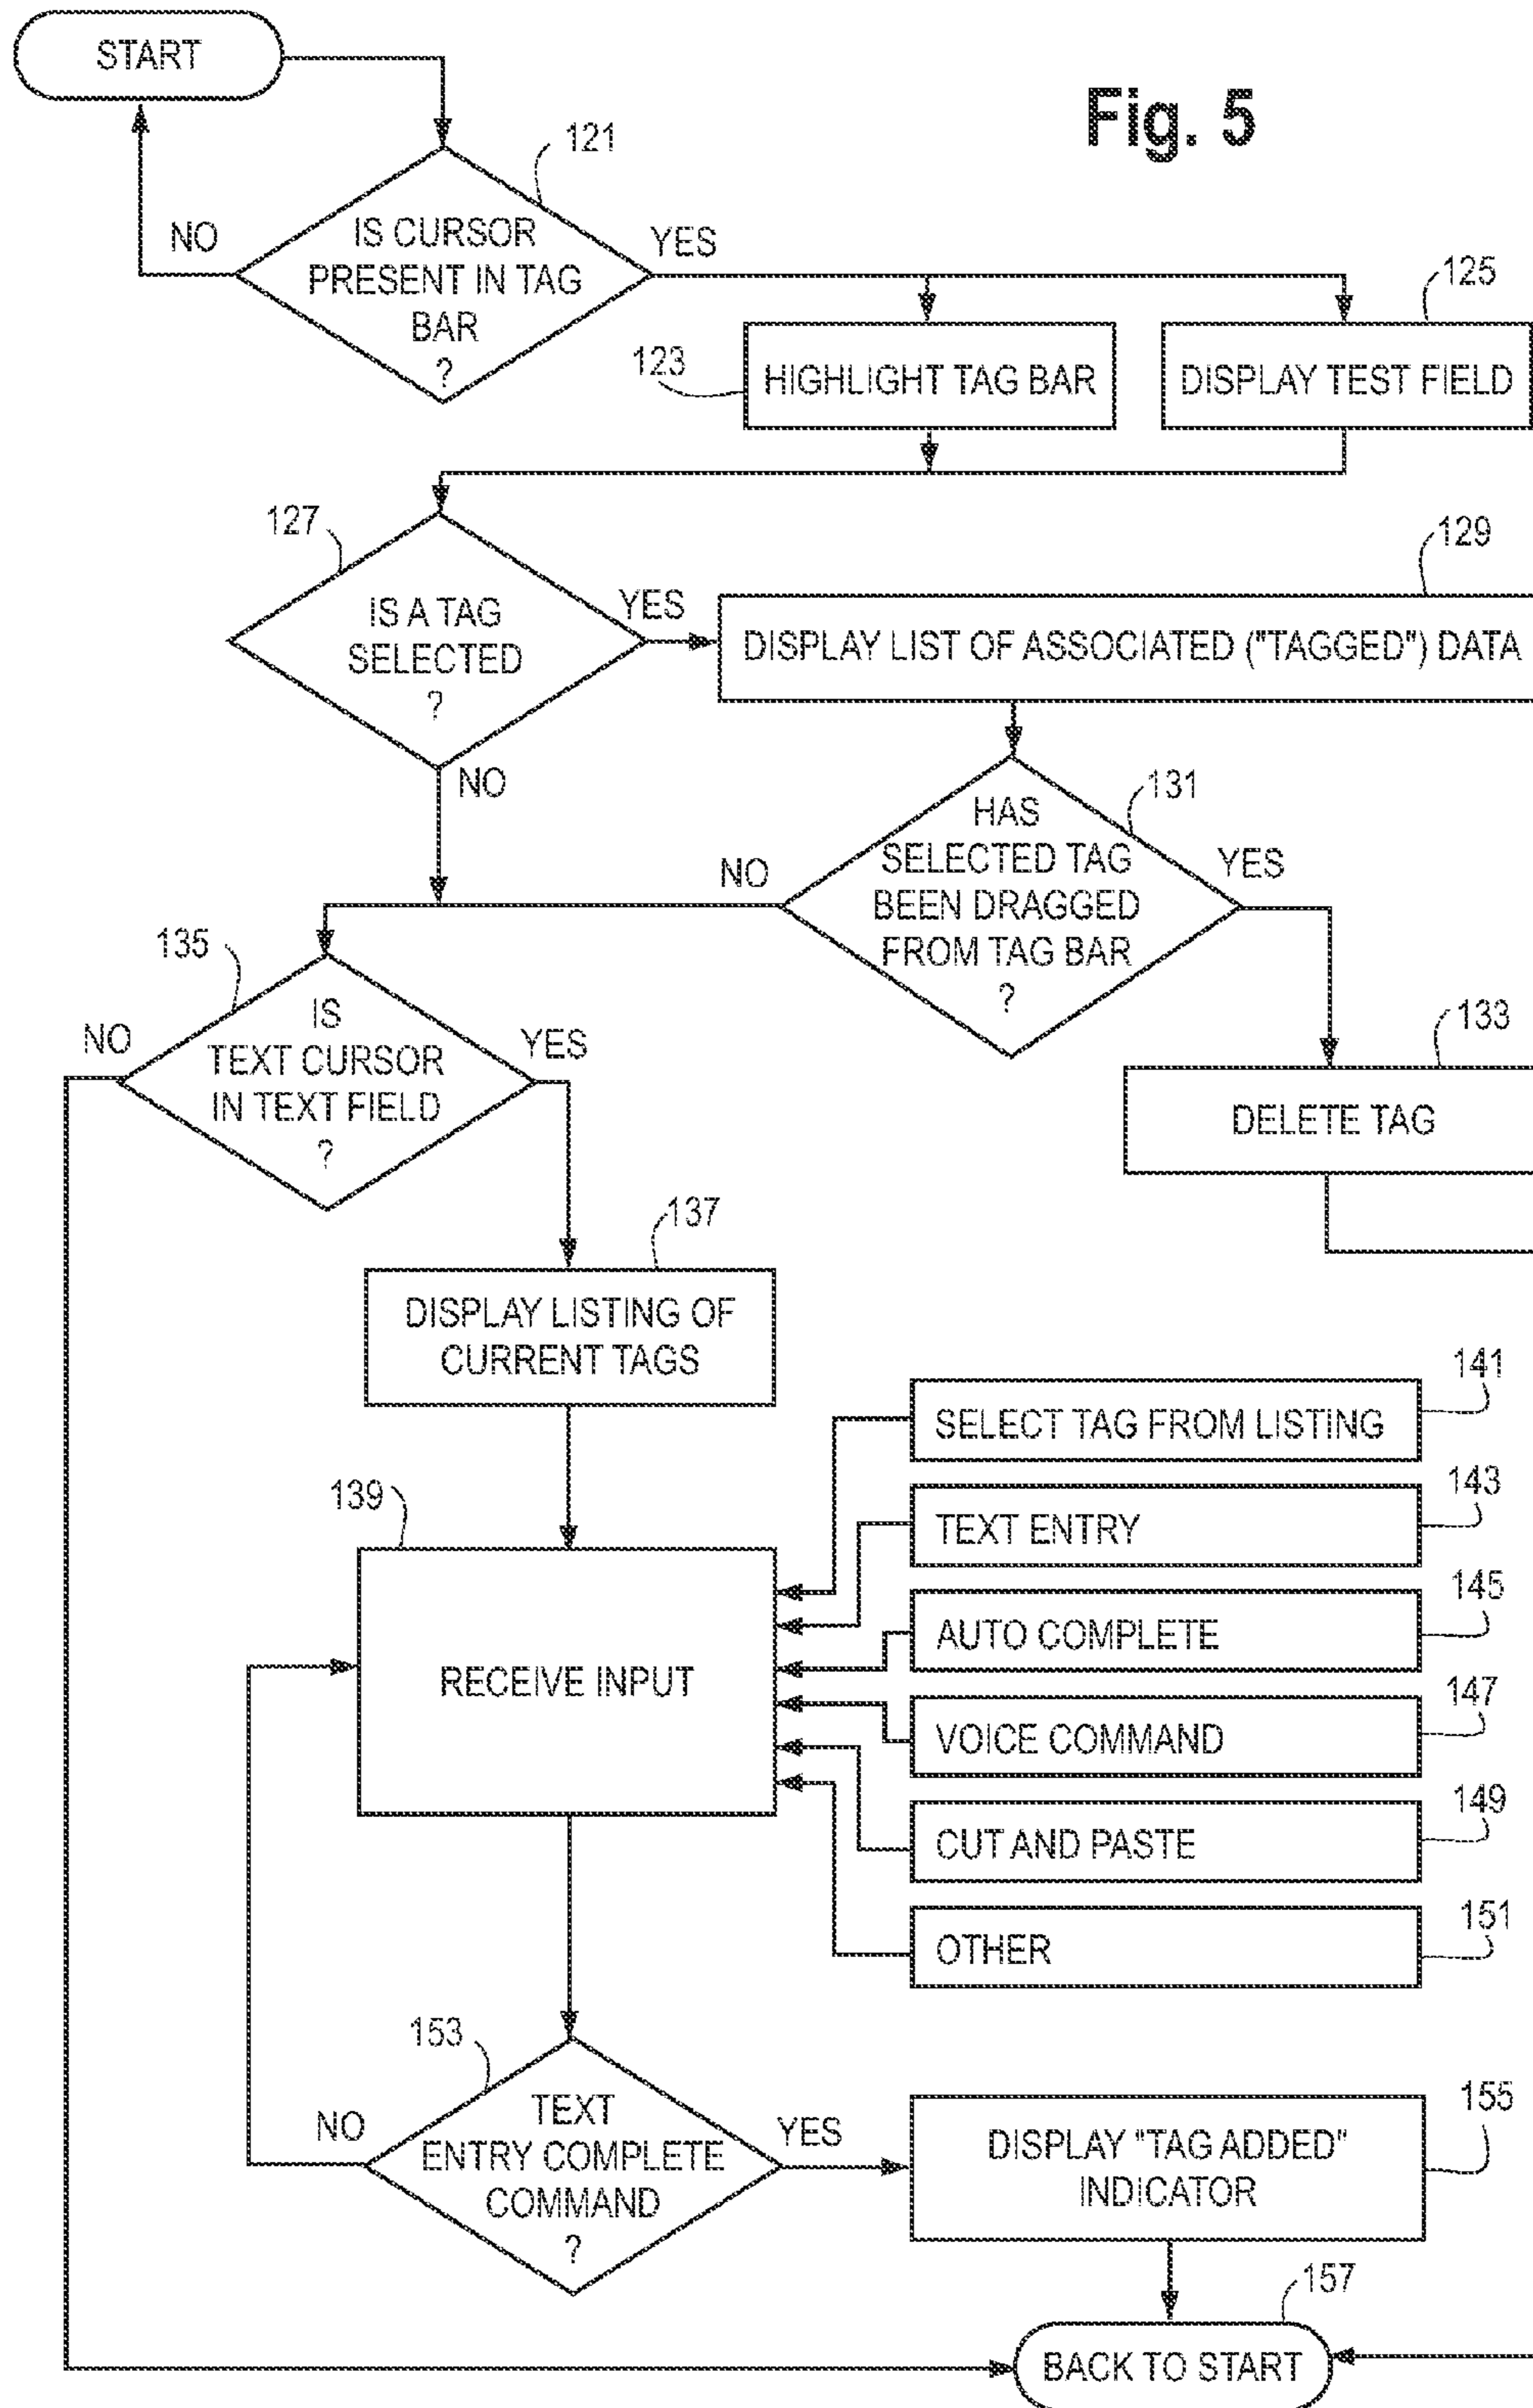 START
Fig. 5
121
IS CURSOR
PRESENT IN TAG
BAR
?
NO
YES
125
123
HIGHLIGHT TAG BAR
DISPLAY TEST FIELD
127
IS A TAG
SELECTED
?
YES
NO
129
DISPLAY LIST OF ASSOCIATED ("TAGGED") DATA
131
HAS
SELECTED TAG
BEEN DRAGGED
FROM TAG BAR
?
NO
YES
133
DELETE TAG
135
IS
TEXT CURSOR
IN TEXT FIELD
?
NO
YES
137
DISPLAY LISTING OF
CURRENT TAGS
139
RECEIVE INPUT
141
SELECT TAG FROM LISTING
143
TEXT ENTRY
145
AUTO COMPLETE
147
VOICE COMMAND
149
CUT AND PASTE
151
OTHER
153
TEXT
ENTRY COMPLETE
COMMAND
?
NO
YES
155
DISPLAY "TAG ADDED"
INDICATOR
157
BACK TO START